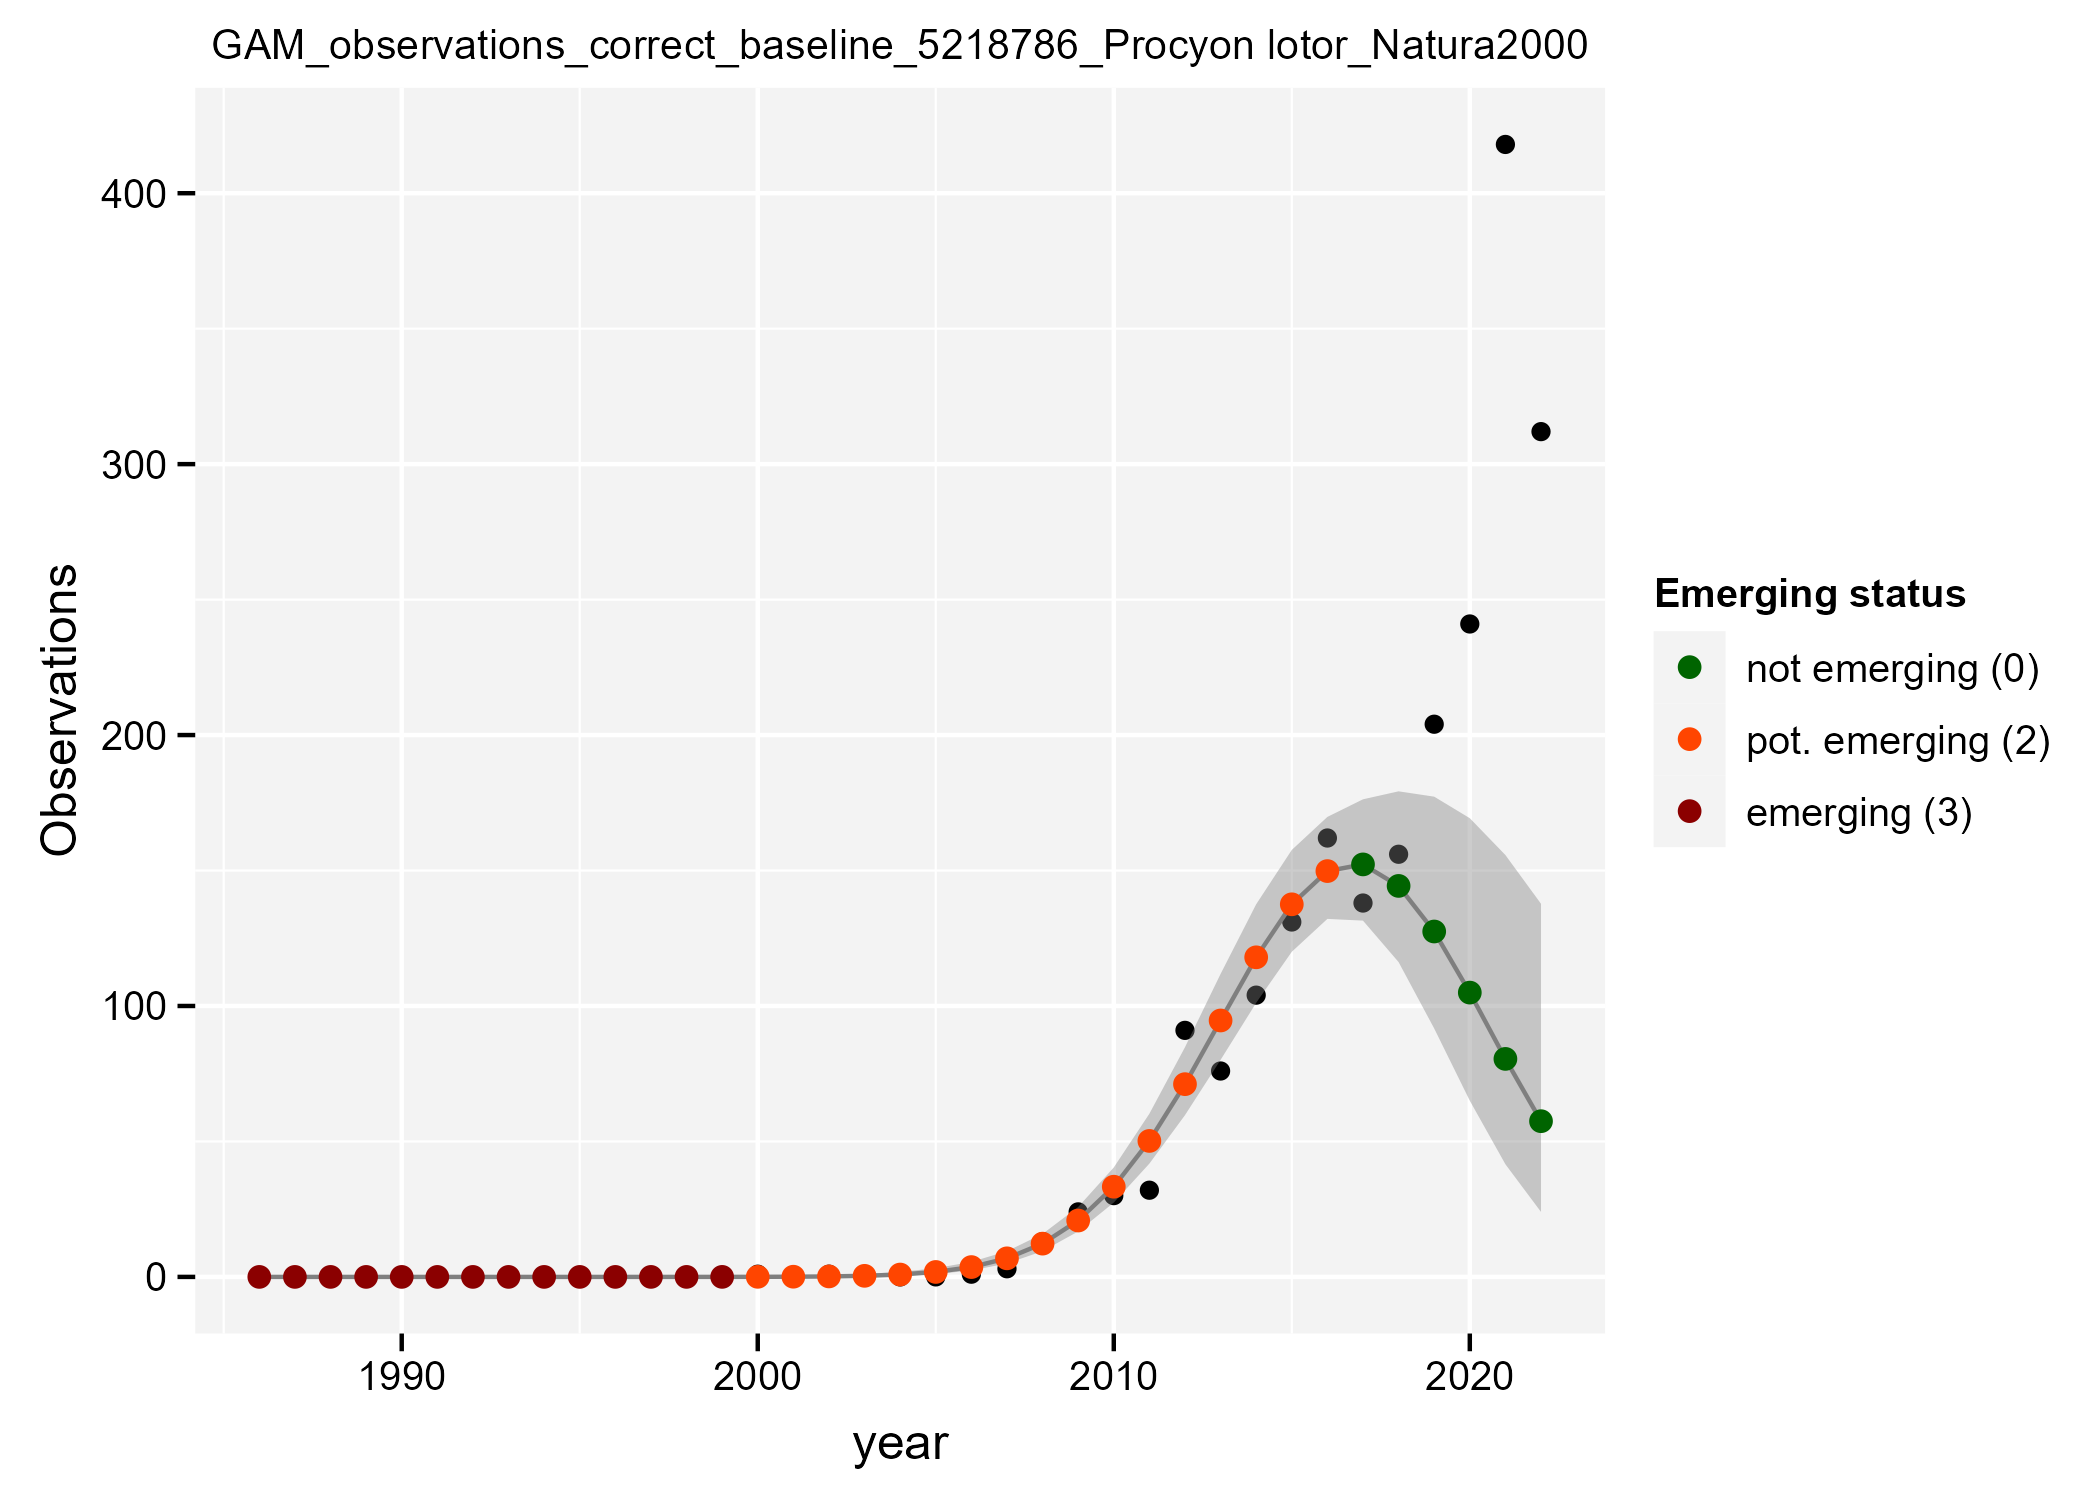 GAM_observations_correct_baseline_5218786_Procyon lotor_Natura2000
400
300
200
100
0
Observations
1990
2000
2010
2020
year
Emerging status
not emerging (0)
pot. emerging (2)
emerging (3)